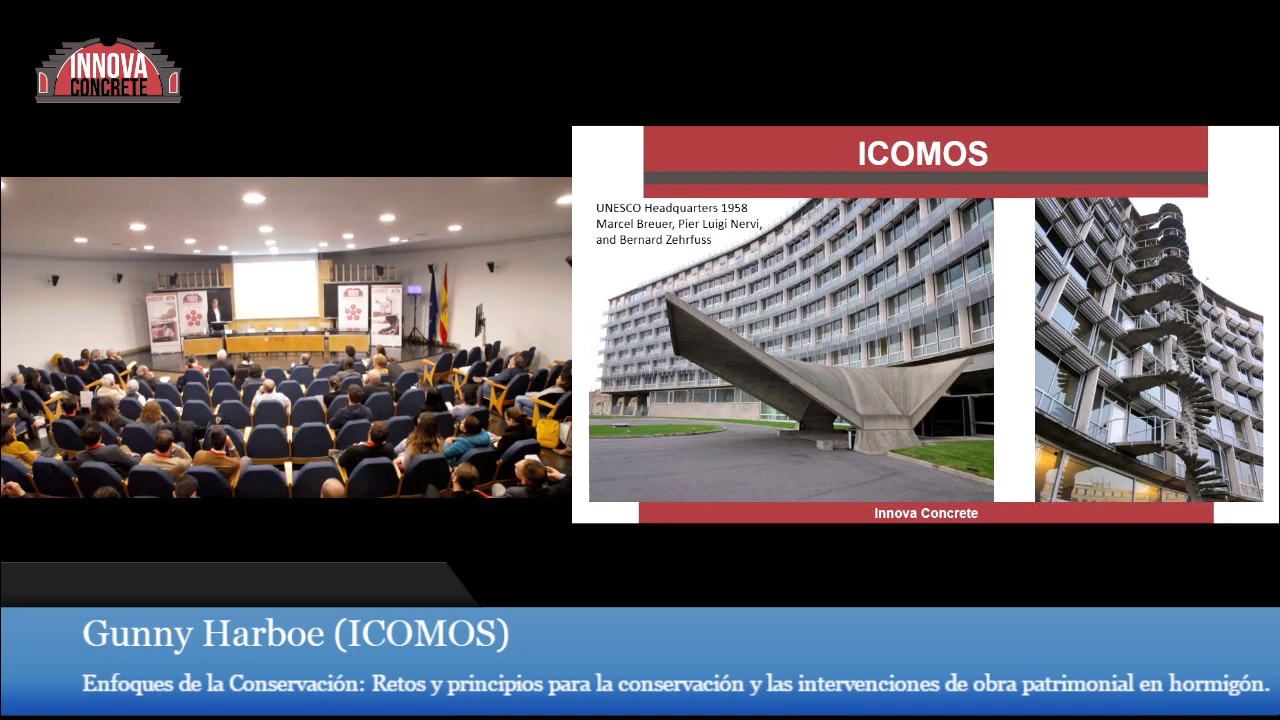 INNOVA
CONCRETE
ICOMOS
UNESCO Headquarters 1958
Marcel Breuer, Pier Luigi Nervi,
and Bernard Zehrfuss
Innova Concrete
Gunny Harboe (ICOMOS)
Enfoques de la Conservación: Retos y principios para la conservación y las intervenciones de obra patrimonial en hormigón.